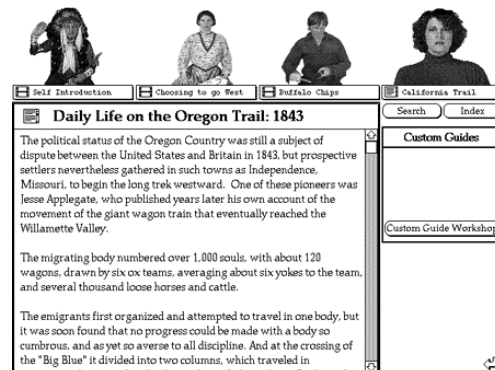 Self Introduction
Choosing to go West
Buffalo Chips
California Trail
Daily Life on the Oregon Trail: 1843
Search
Index
Custom Guides
The political status of the Oregon Country was still a subject of
dispute between the United States and Britain in 1843, but prospective
settlers nevertheless gathered in such towns as Independence,
Missouri, to begin the long trek westward.  One of these pioneers was
Jesse Applegate, who published years later his own account of the
movement of the giant wagon train that eventually reached the
Willamette Valley.
The migrating body numbered over 1,000 souls, with about 120
wagons, drawn by six ox teams, averaging about six yokes to the team,
and several thousand loose horses and cattle.
The emigrants first organized and attempted to travel in one body, but
it was soon found that no progress could be made with a body so
cumbrous, and as yet so averse to all discipline. And at the crossing of
the "Big Blue" it divided into two columns, which traveled in
Custom Guide Workshop